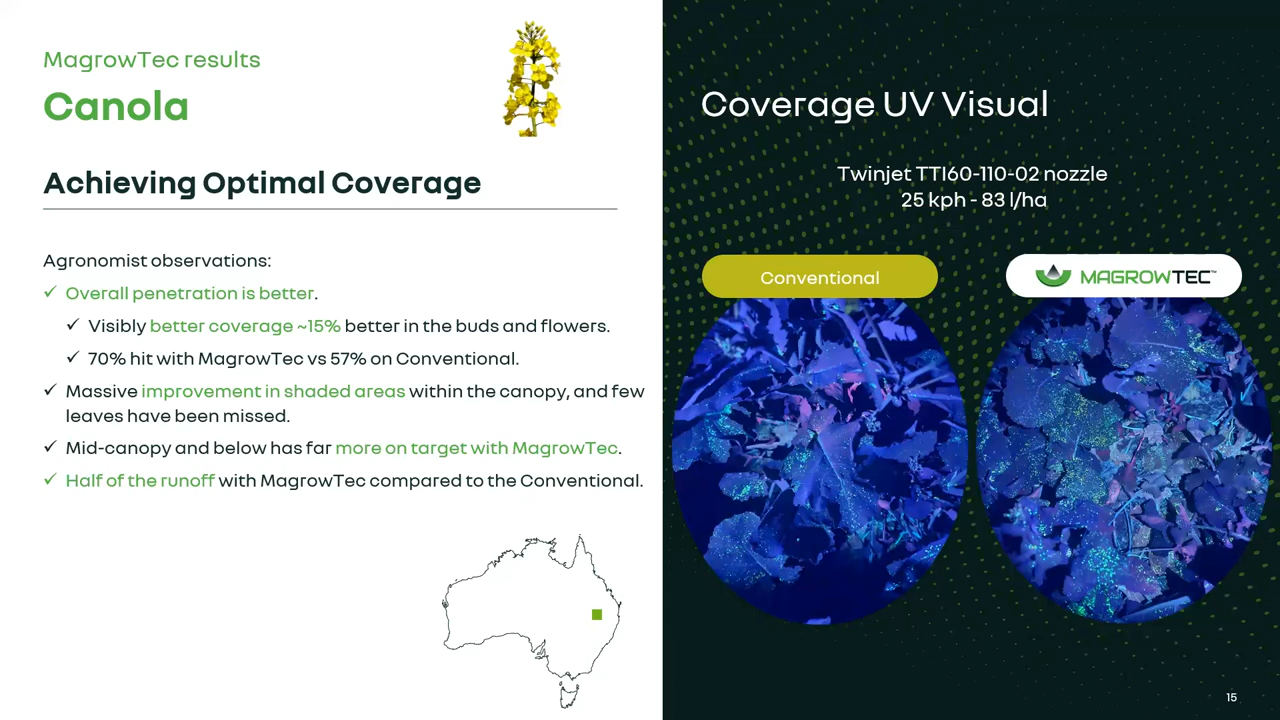 MagrowTec results
Canola
Achieving Optimal Coverage
Agronomist observations:
✓ Overall penetration is better.
✓ Visibly better coverage ~15% better in the buds and flowers.
✓ 70% hit with MagrowTec vs 57% on Conventional.
✓ Massive improvement in shaded areas within the canopy, and few
leaves have been missed.
✓ Mid-canopy and below has far more on target with MagrowTec.
✓ Half of the runoff with MagrowTec compared to the Conventional.
Coverage UV Visual
Twinjet TTI60-110-02 nozzle
25 kph - 83 l/ha
Conventional
MAGROWTEC™
15